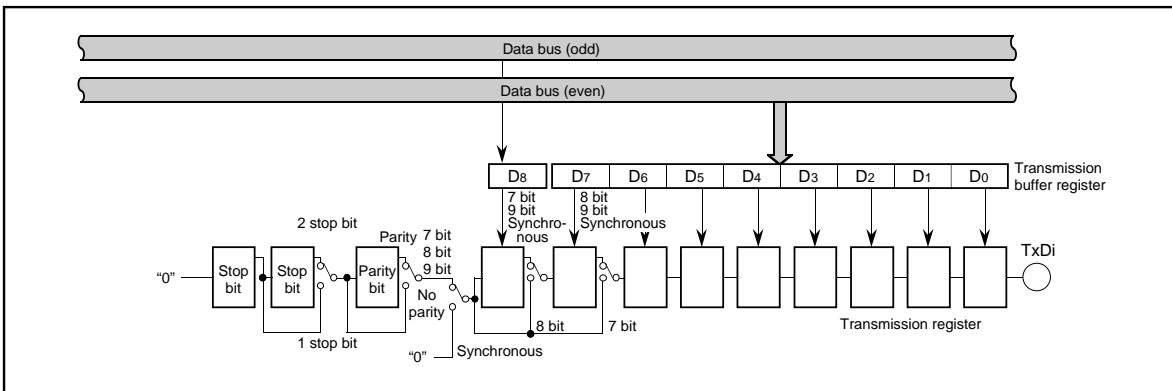 Data bus (odd)
Data bus (even)
D8 D7 D6 D5 D4 D3 D2 D1 D0
Transmission
buffer register
7 bit
9 bit
Synchro-
nous
8 bit
9 bit
Synchronous
2 stop bit
Parity
7 bit
8 bit
9 bit
TxDi
"0"
Stop
bit
Stop
bit
Parity
bit
No
parity
8 bit
7 bit
Transmission register
1 stop bit
"0"
Synchronous